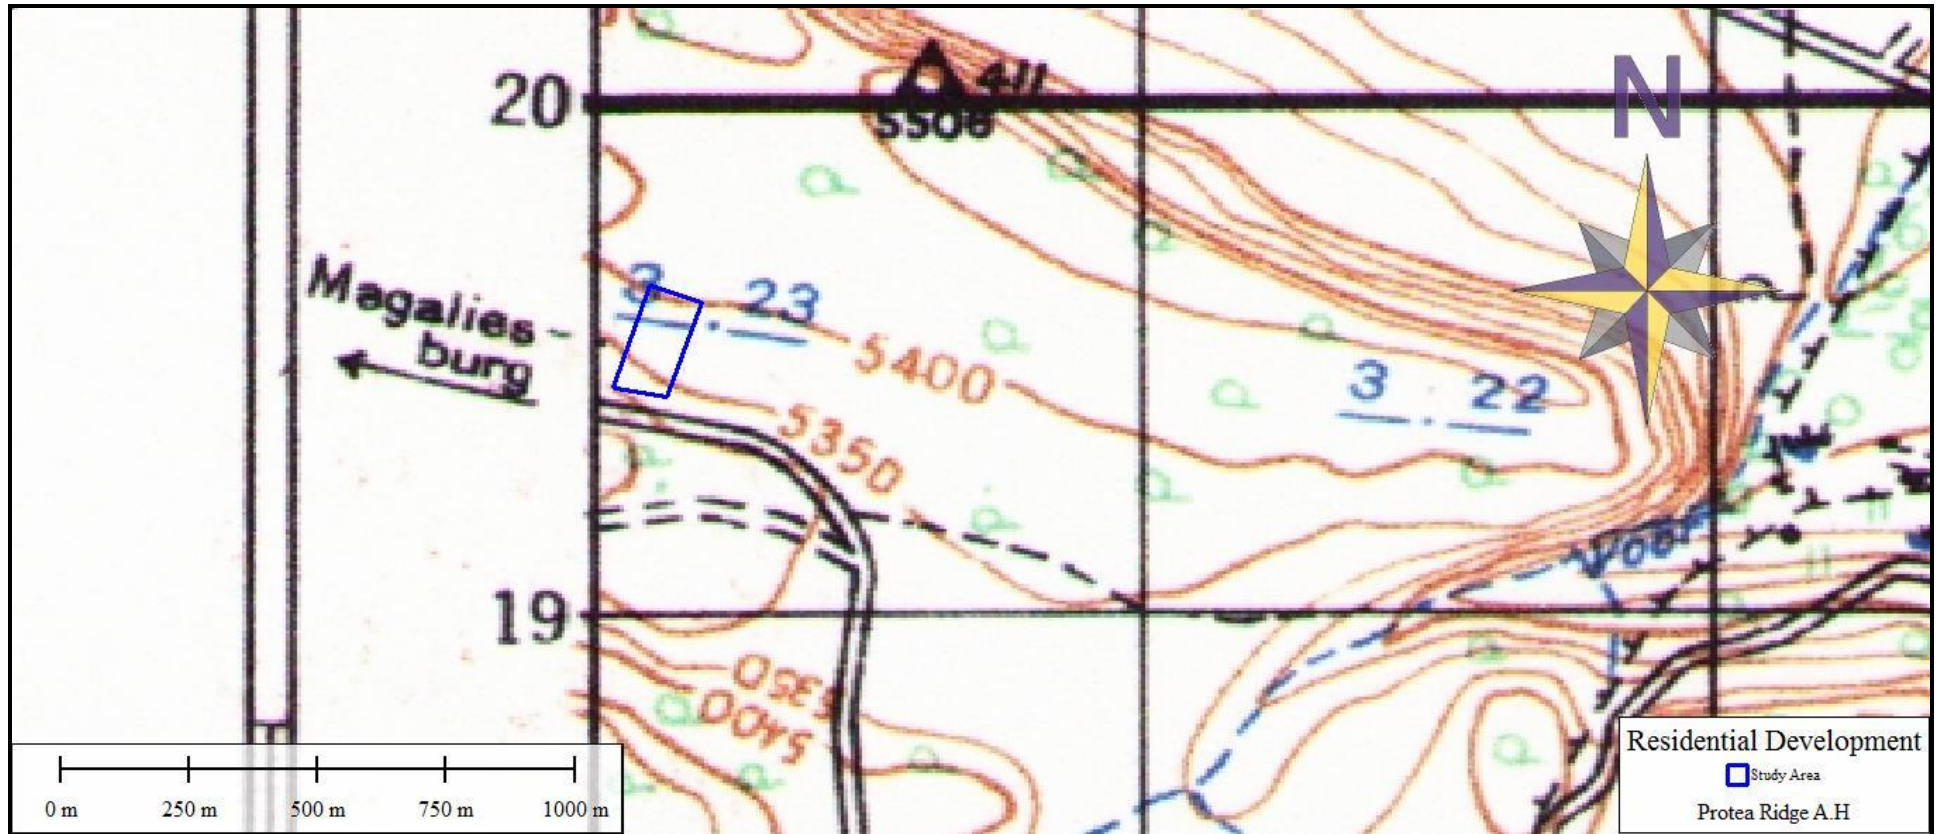 20
411
5506
N
3 . 23
Magalies-
burg
5400
3 . 22
5350
19
5350
5400
Residential Development
Study Area
Protea Ridge A.H
0 m 250 m 500 m 750 m 1000 m